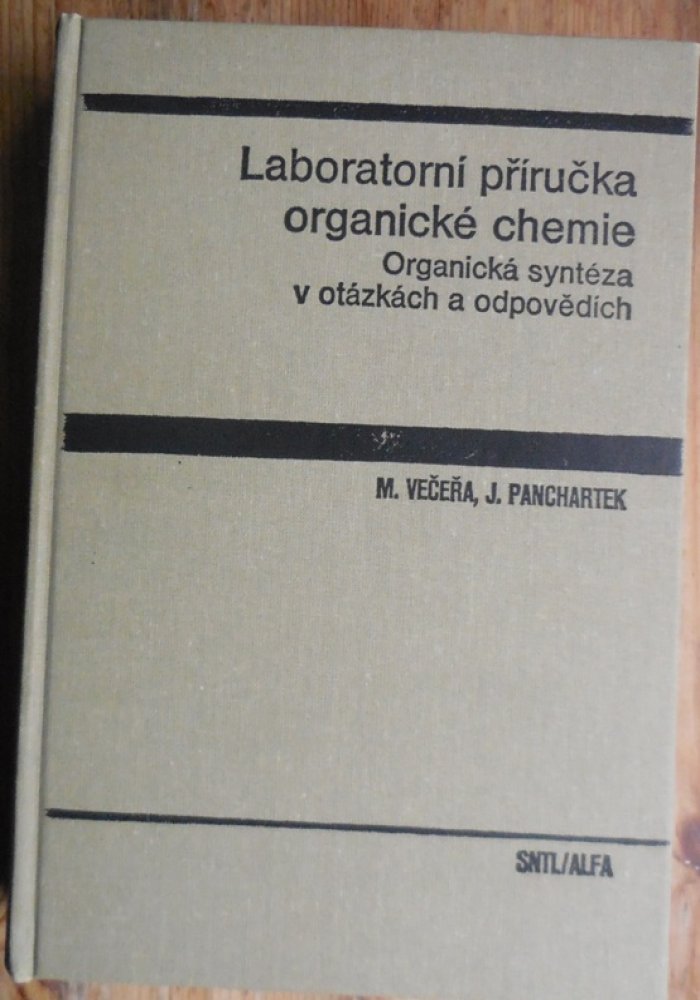 Laboratorní příručka
organické chemie
Organická syntéza
v otázkách a odpovědích
M. VEČEŘA, J. PANCHARTEK
SNTL/ALFA